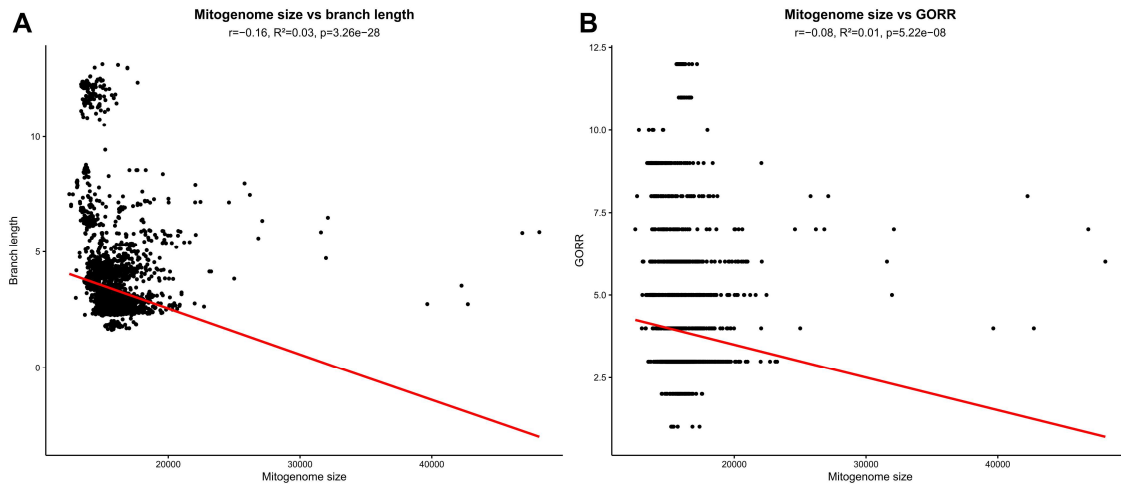 A
Mitogenome size vs branch length
r=−0.16, R²=0.03, p=3.26e−28
Branch length
10
5
0
20000
30000
40000
Mitogenome size
B
Mitogenome size vs GORR
r=−0.08, R²=0.01, p=5.22e−08
GORR
12.5
10.0
7.5
5.0
2.5
20000
30000
40000
Mitogenome size